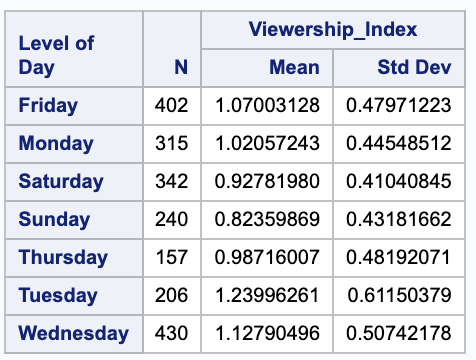 Viewership_Index
Level of
Day N Mean Std Dev
Friday 402 1.07003128 0.47971223
Monday 315 1.02057243 0.44548512
Saturday 342 0.92781980 0.41040845
Sunday 240 0.82359869 0.43181662
Thursday 157 0.98716007 0.48192071
Tuesday 206 1.23996261 0.61150379
Wednesday 430 1.12790496 0.50742178